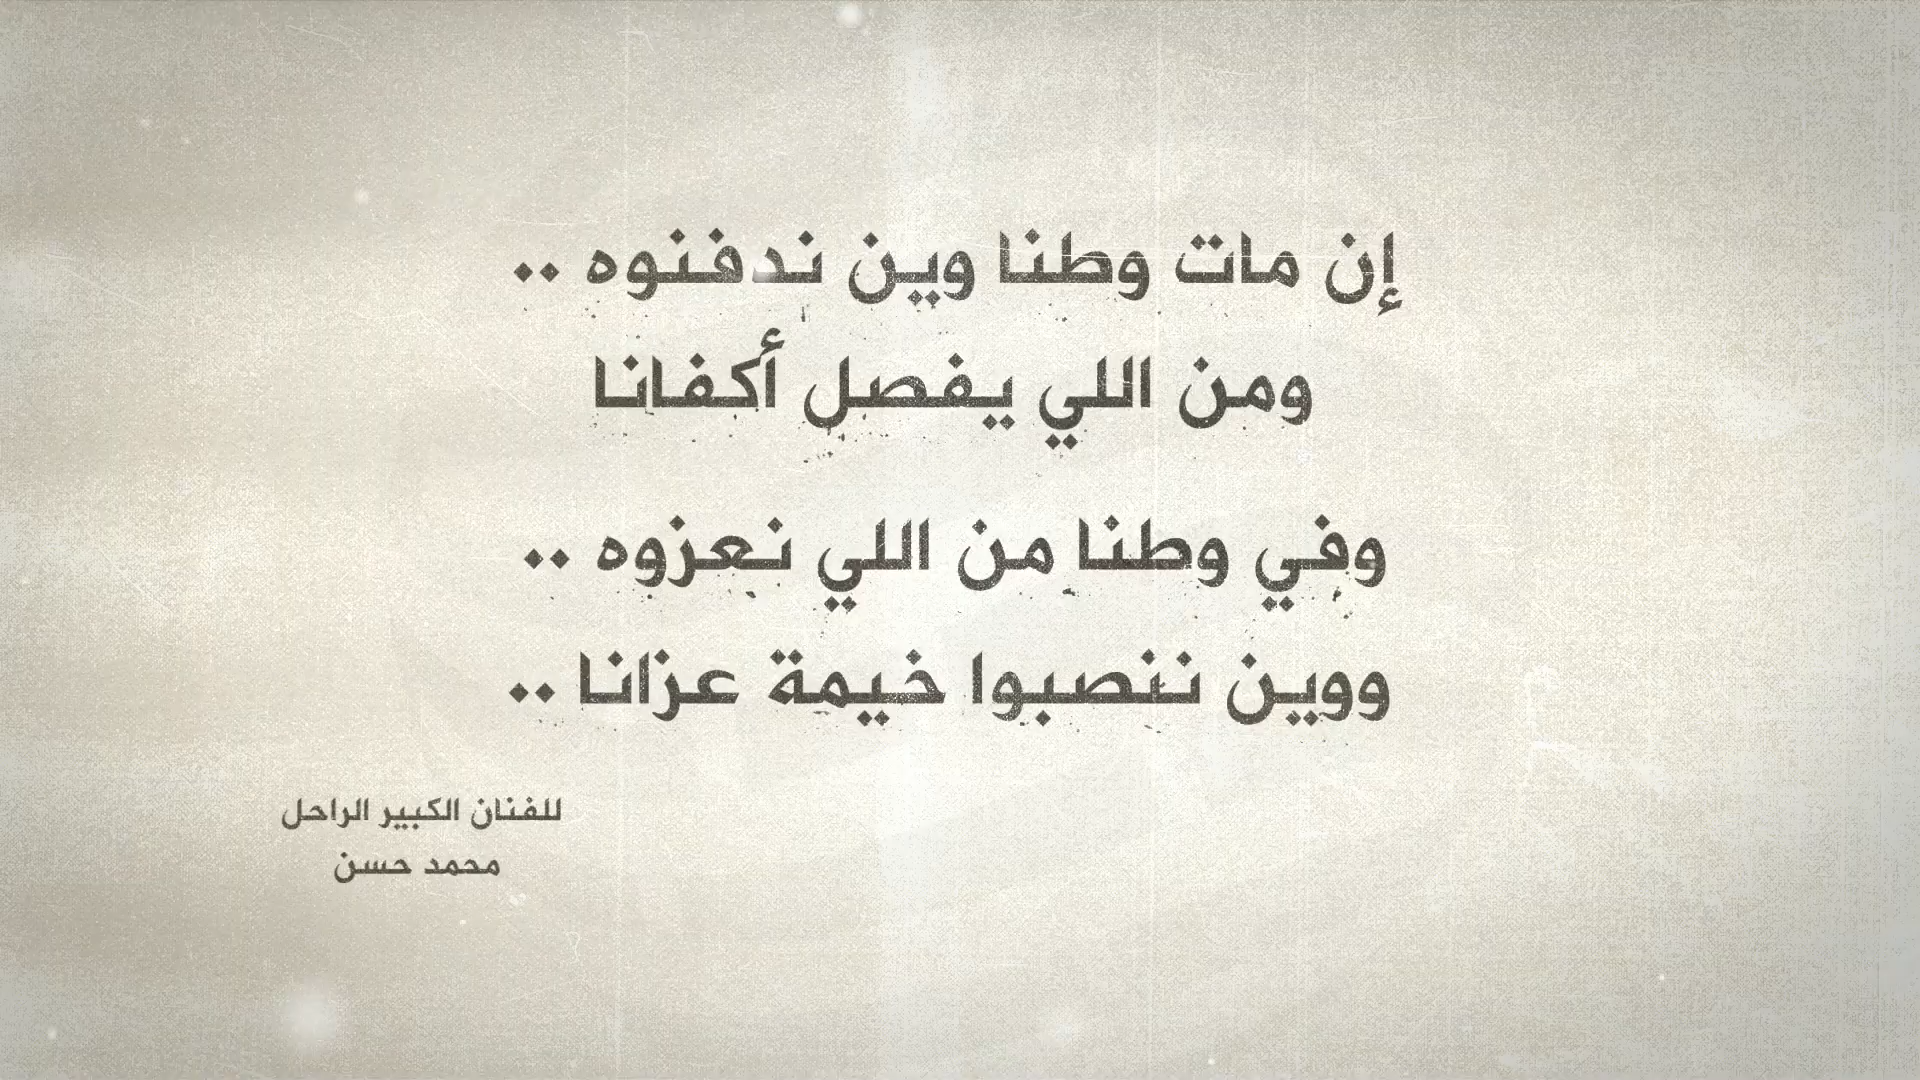 إن مات وطنا وين ندفنوه ..
ومن اللي يفصل أكفانا
وفي وطنا من اللي نعزوه ..
ووين ننصبوا خيمة عزانا ..
للفنان الكبير الراحل
محمد حسن